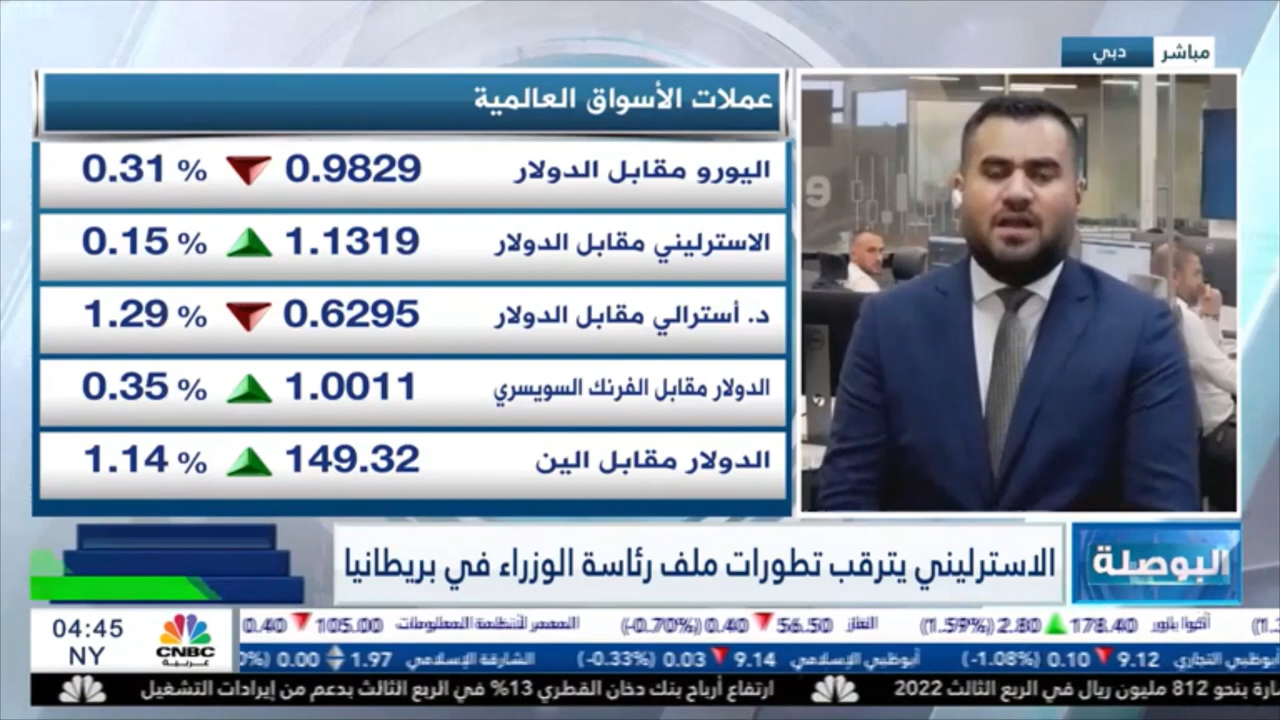 مباشر دبي
عملات الأسواق العالمية
اليورو مقابل الدولار 0.9829 0.31 %
الاسترليني مقابل الدولار 1.1319 0.15 %
د. أسترالي مقابل الدولار 0.6295 1.29 %
الدولار مقابل الفرنك السويسري 1.0011 0.35 %
الدولار مقابل الين 149.32 1.14 %
البوصلة
الاسترليني يترقب تطورات ملف رئاسة الوزراء في بريطانيا
04:45
NY
CNBC
عربية
178.40 2.80 (1.59%) الغاز 56.50 0.40 (-0.70%) المعمر لأنظمة المعلومات 105.00 0.40
أبوظبي التجاري 9.12 0.10 (-1.08%) أبوظبي الإسلامي 9.14 0.03 (-0.33%) الشارقة الإسلامي 1.97 0.00
بنحو 812 مليون ريال في الربع الثالث 2022 ارتفاع أرباح بنك دخان القطري 13% في الربع الثالث بدعم من إيرادات التشغيل